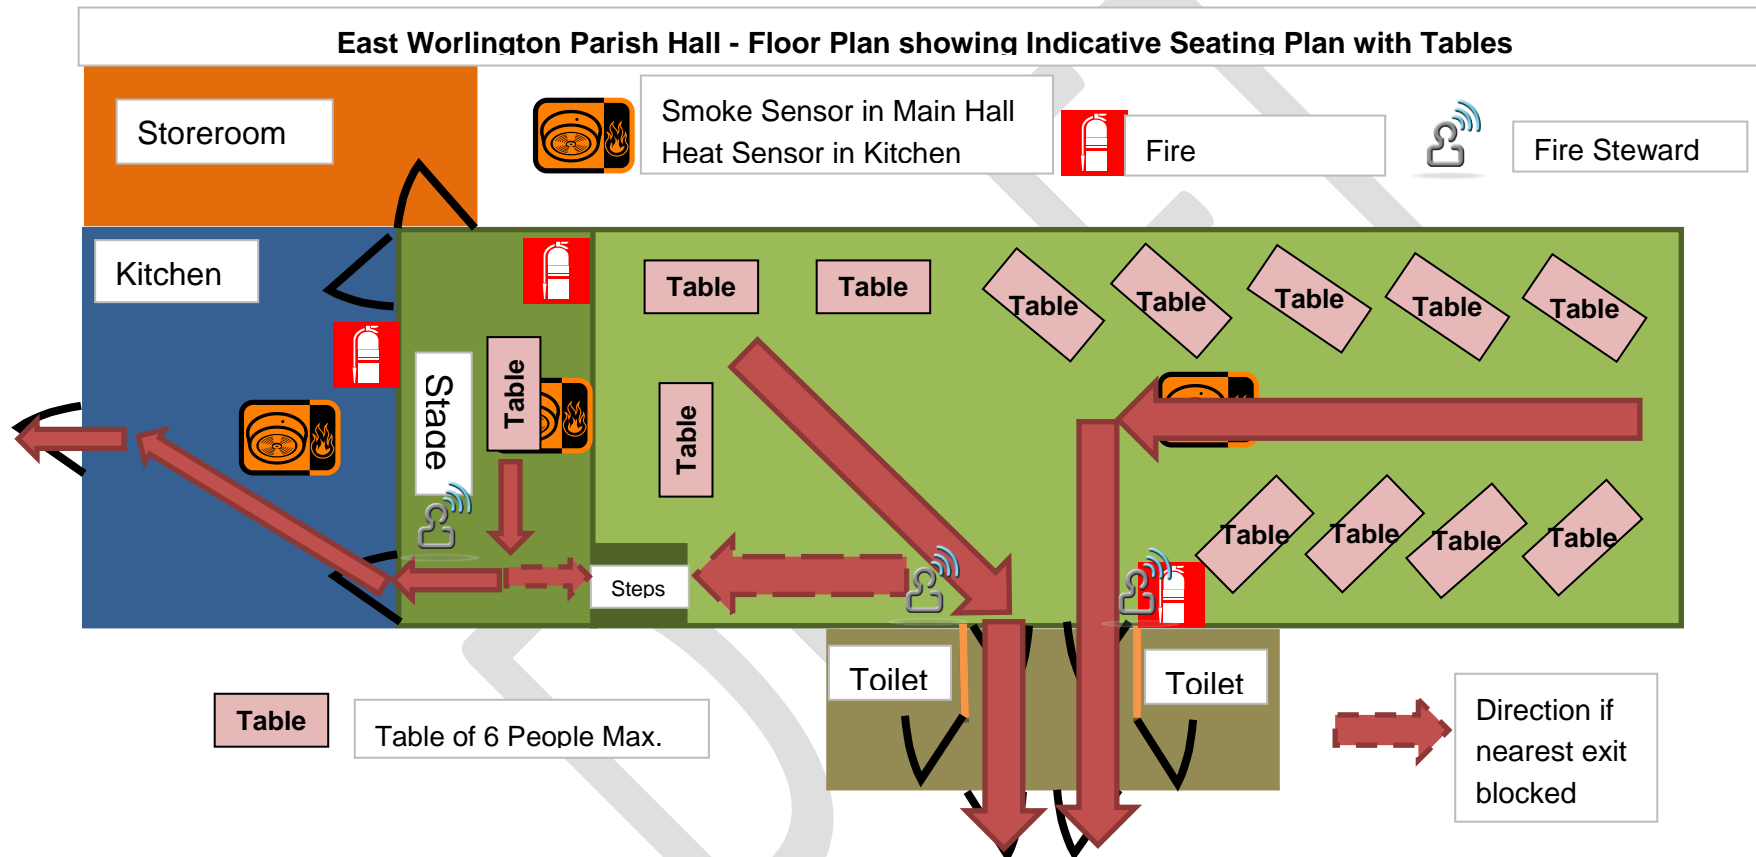 East Worlington Parish Hall - Floor Plan showing Indicative Seating Plan with Tables
Storeroom
Smoke Sensor in Main Hall
Heat Sensor in Kitchen
Fire
Fire Steward
Kitchen
Table
Table
Table
Table
Table
Table
Table
Stage
Table
Table
Table
Table
Table
Table
Steps
Toilet
Toilet
Table
Table of 6 People Max.
Direction if
nearest exit
blocked